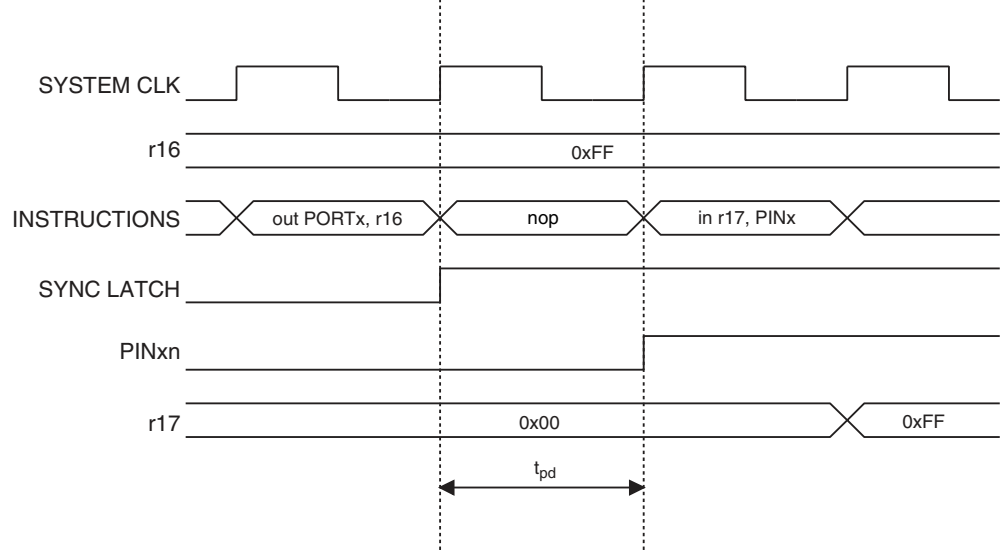 SYSTEM CLK
r16
0xFF
INSTRUCTIONS
out PORTx, r16
nop
in r17, PINx
SYNC LATCH
PINxn
r17
0x00
0xFF
tpd